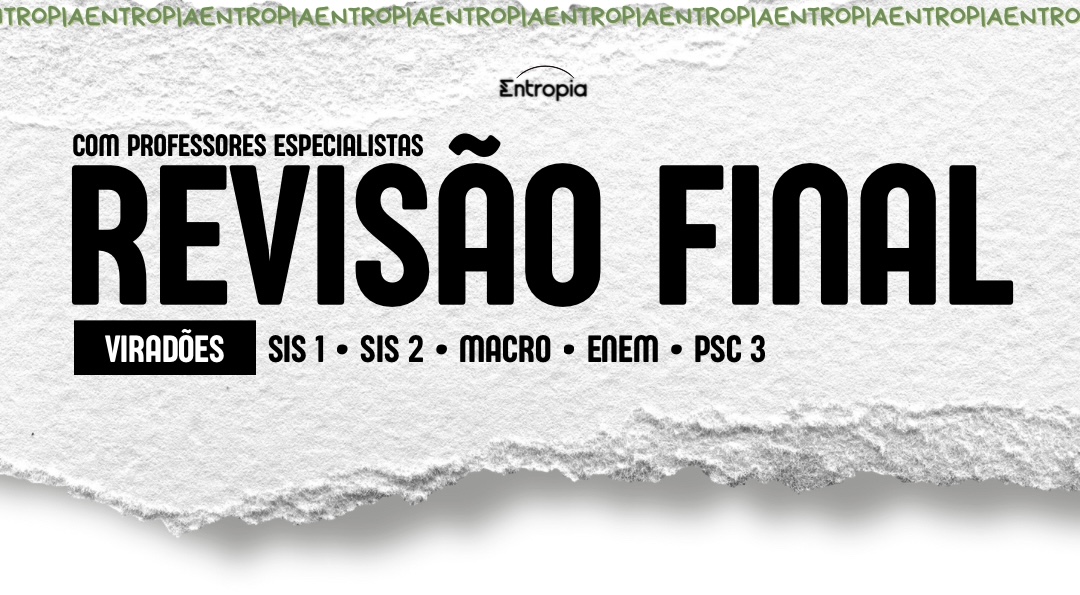 NTROPIAENTROPIAENTROPIAENTROPIAENTROPIAENTROPIAENTROPIAENTROPIAENTROPIAENTRO
Entropia
COM PROFESSORES ESPECIALISTAS
REVISÃO FINAL
VIRADÕES SIS 1 • SIS 2 • MACRO • ENEM • PSC 3